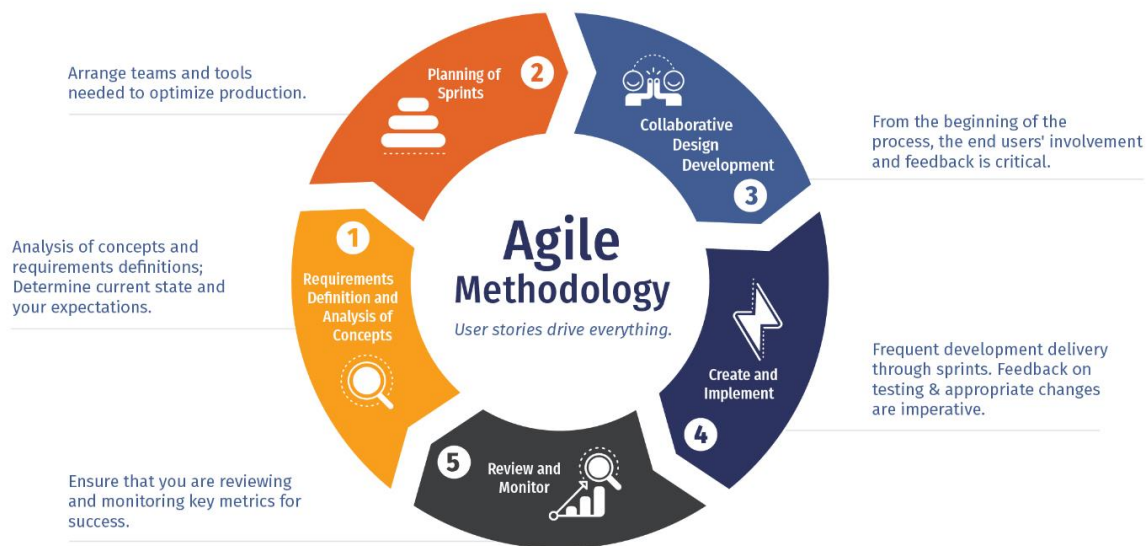 Agile
Methodology
User stories drive everything.
1
Requirements
Definition and
Analysis of
Concepts
Analysis of concepts and
requirements definitions;
Determine current state and
your expectations.
2
Planning of
Sprints
Arrange teams and tools
needed to optimize production.
Collaborative
Design
Development
3
From the beginning of the
process, the end users' involvement
and feedback is critical.
Create and
Implement
4
Frequent development delivery
through sprints. Feedback on
testing & appropriate changes
are imperative.
5
Review and
Monitor
Ensure that you are reviewing
and monitoring key metrics for
success.